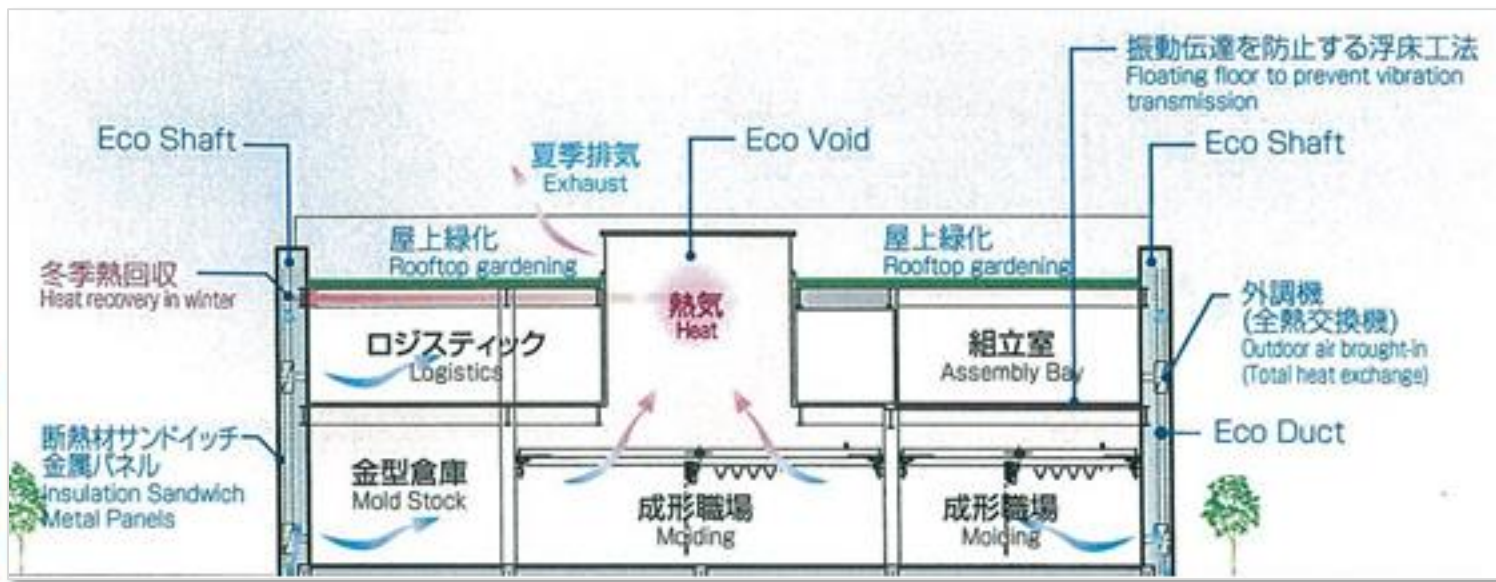 振動伝達を防止する浮床工法
Floating floor to prevent vibration
transmission
Eco Shaft
夏季排気
Exhaust
Eco Void
Eco Shaft
屋上緑化
Rooftop gardening
屋上緑化
Rooftop gardening
冬季熱回収
Heat recovery in winter
熱気
Heat
外調機
(全熱交換機)
Outdoor air brought-in
(Total heat exchange)
ロジスティック
Logistics
組立室
Assembly Bay
断熱材サンドイッチ
金属パネル
Insulation Sandwich
Metal Panels
Eco Duct
金型倉庫
Mold Stock
成形職場
Molding
成形職場
Molding